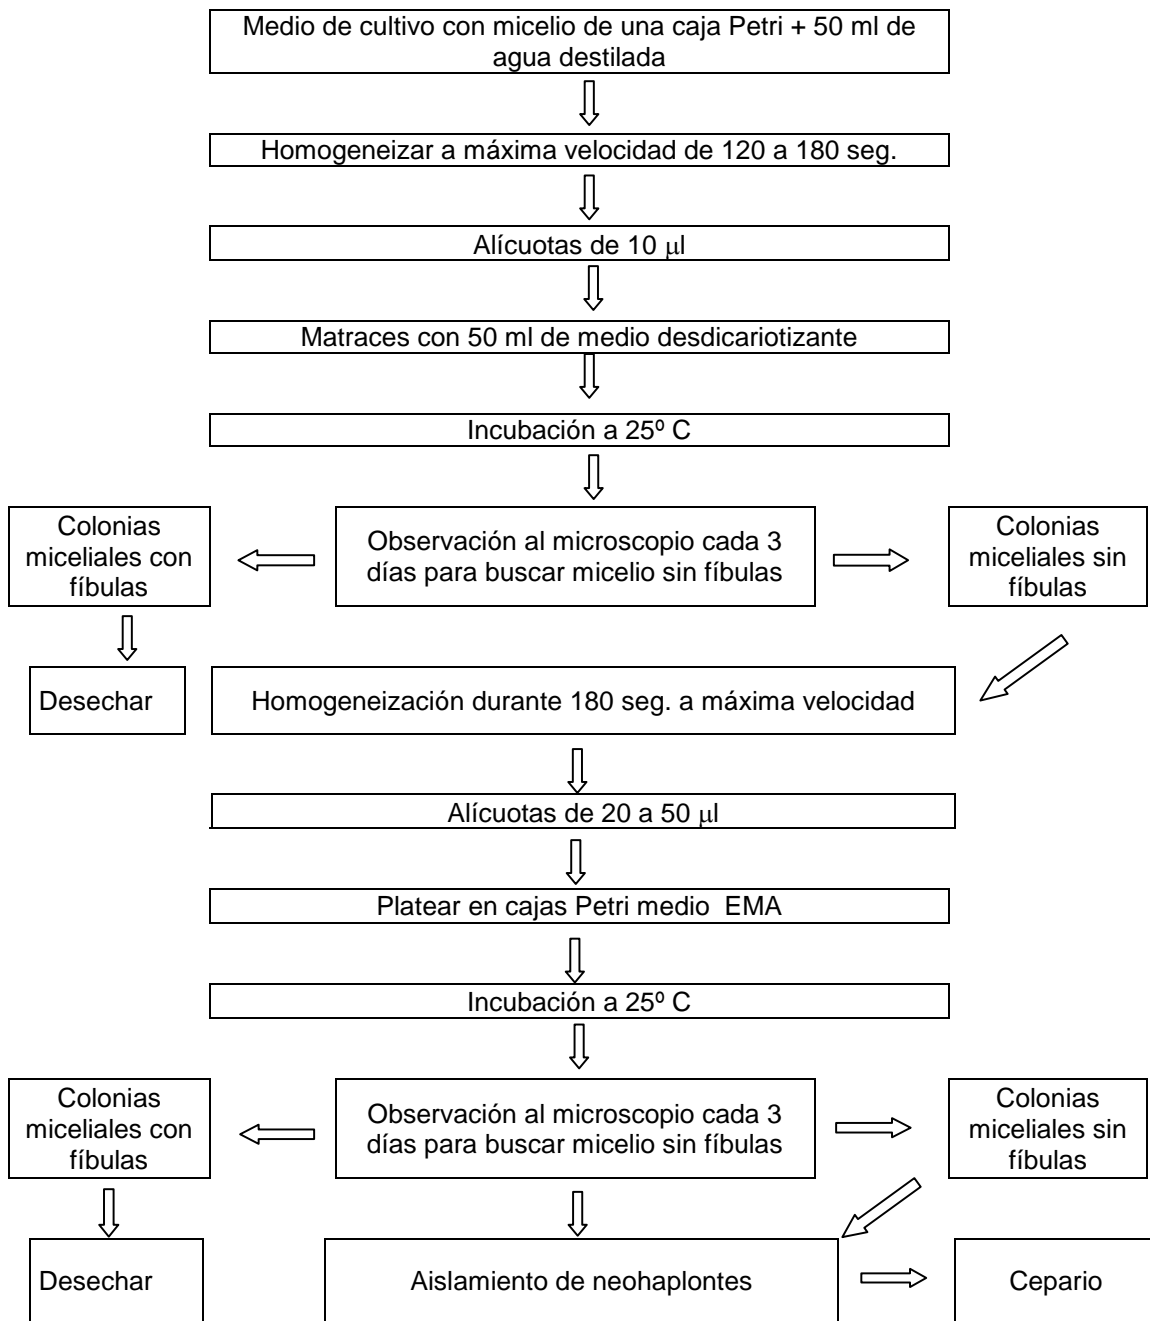 Medio de cultivo con micelio de una caja Petri + 50 ml de
agua destilada
Homogeneizar a máxima velocidad de 120 a 180 seg.
Alícuotas de 10 μl
Matraces con 50 ml de medio desdicariotizante
Incubación a 25º C
Colonias
miceliales con
fíbulas
Observación al microscopio cada 3
días para buscar micelio sin fíbulas
Colonias
miceliales sin
fíbulas
Desechar
Homogeneización durante 180 seg. a máxima velocidad
Alícuotas de 20 a 50 μl
Platear en cajas Petri medio  EMA
Incubación a 25º C
Colonias
miceliales con
fíbulas
Observación al microscopio cada 3
días para buscar micelio sin fíbulas
Colonias
miceliales sin
fíbulas
Desechar
Aislamiento de neohaplontes
Cepario